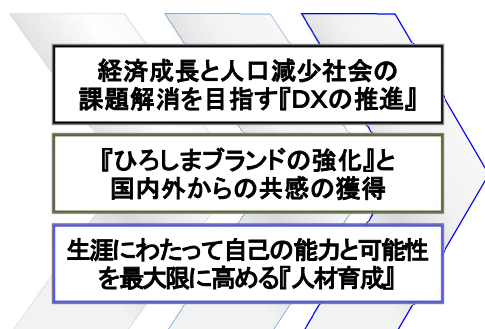 経済成長と人口減少社会の
課題解消を目指す『DXの推進』
『ひろしまブランドの強化』と
国内外からの共感の獲得
生涯にわたって自己の能力と可能性
を最大限に高める『人材育成』